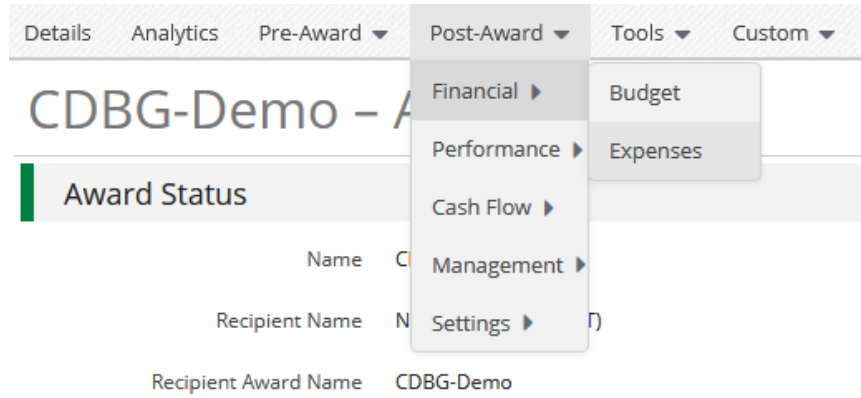 Details Analytics Pre-Award Post-Award Tools Custom
CDBG-Demo –
Financial Budget
Performance Expenses
Award Status
Cash Flow
Name
Management
Recipient Name
Settings
Recipient Award Name CDBG-Demo